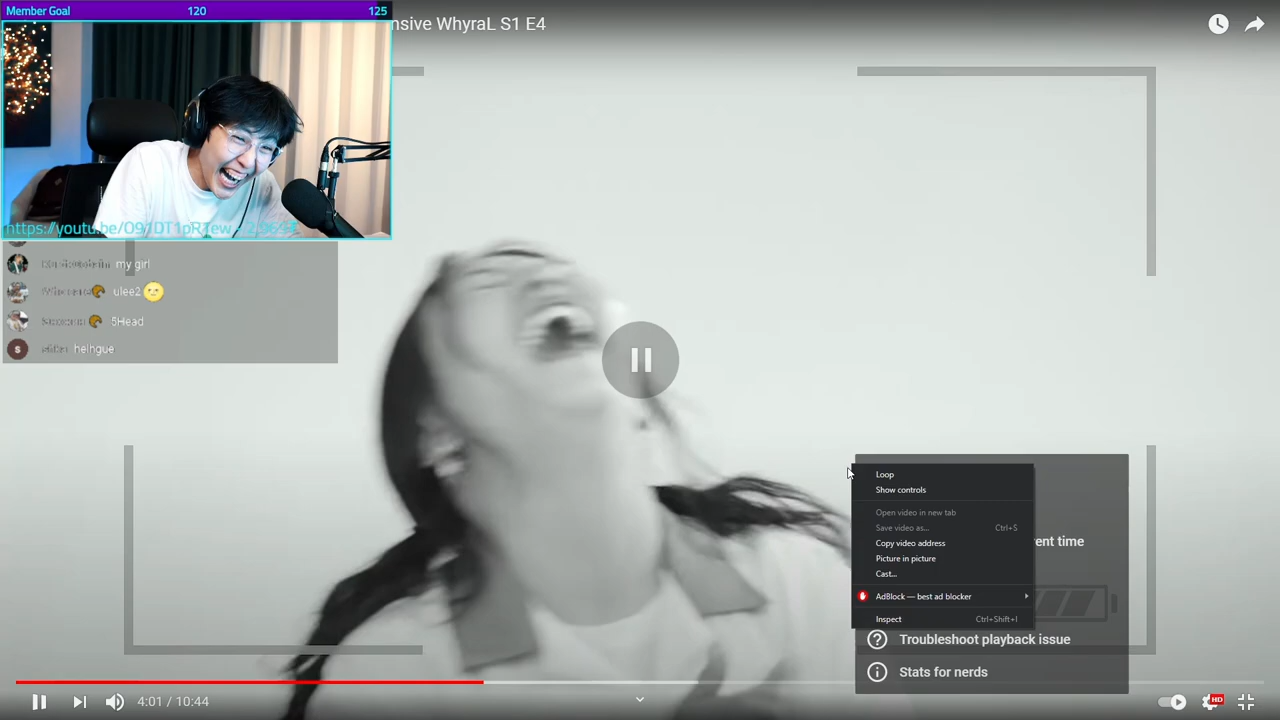 Member Goal 120 125
nsive WhyraL S1 E4
my girl
ulee2
5Head
s helhgue
Loop
Show controls
Open video in new tab
Save video as... Ctrl+S
Copy video address
ent time
Picture in picture
Cast...
AdBlock — best ad blocker
Inspect Ctrl+Shift+I
Troubleshoot playback issue
Stats for nerds
4:01 / 10:44
HD